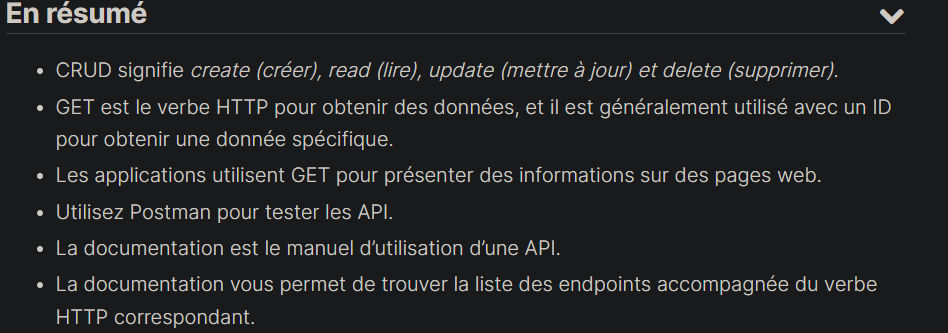 En résumé
• CRUD signifie create (créer), read (lire), update (mettre à jour) et delete (supprimer).
• GET est le verbe HTTP pour obtenir des données, et il est généralement utilisé avec un ID
pour obtenir une donnée spécifique.
• Les applications utilisent GET pour présenter des informations sur des pages web.
• Utilisez Postman pour tester les API.
• La documentation est le manuel d’utilisation d’une API.
• La documentation vous permet de trouver la liste des endpoints accompagnée du verbe
HTTP correspondant.